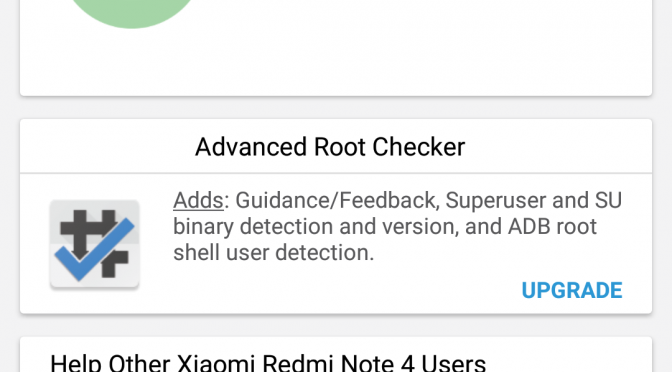 Advanced Root Checker
Adds: Guidance/Feedback, Superuser and SU
binary detection and version, and ADB root
shell user detection.
UPGRADE
Help Other Xiaomi Redmi Note 4 Users